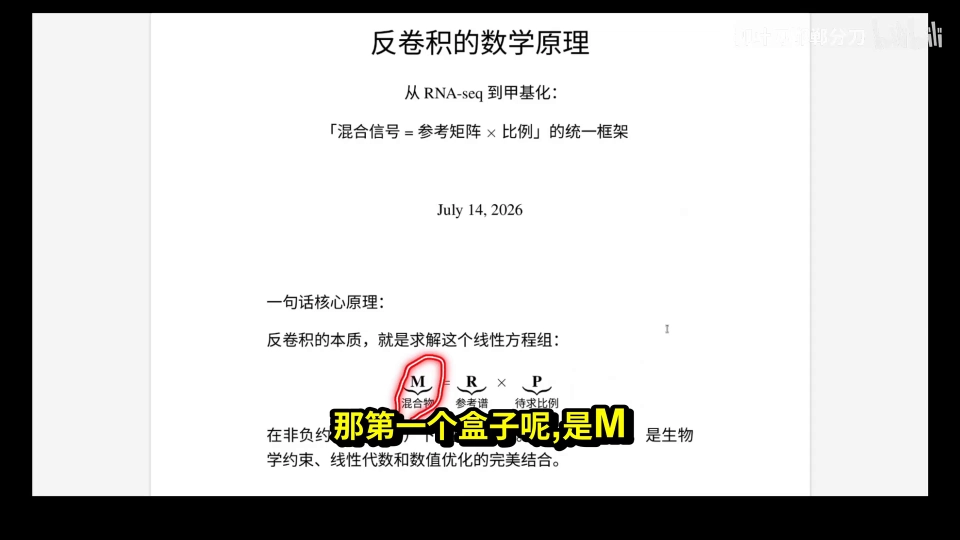 反卷积的数学原理
从 RNA-seq 到甲基化：
「混合信号 = 参考矩阵 × 比例」的统一框架
July 14, 2026
一句话核心原理：
反卷积的本质，就是求解这个线性方程组：
M = R × P
混合物 参考谱 待求比例
那第一个盒子呢,是M
在非负约 是生物
学约束、线性代数和数值优化的完美结合。